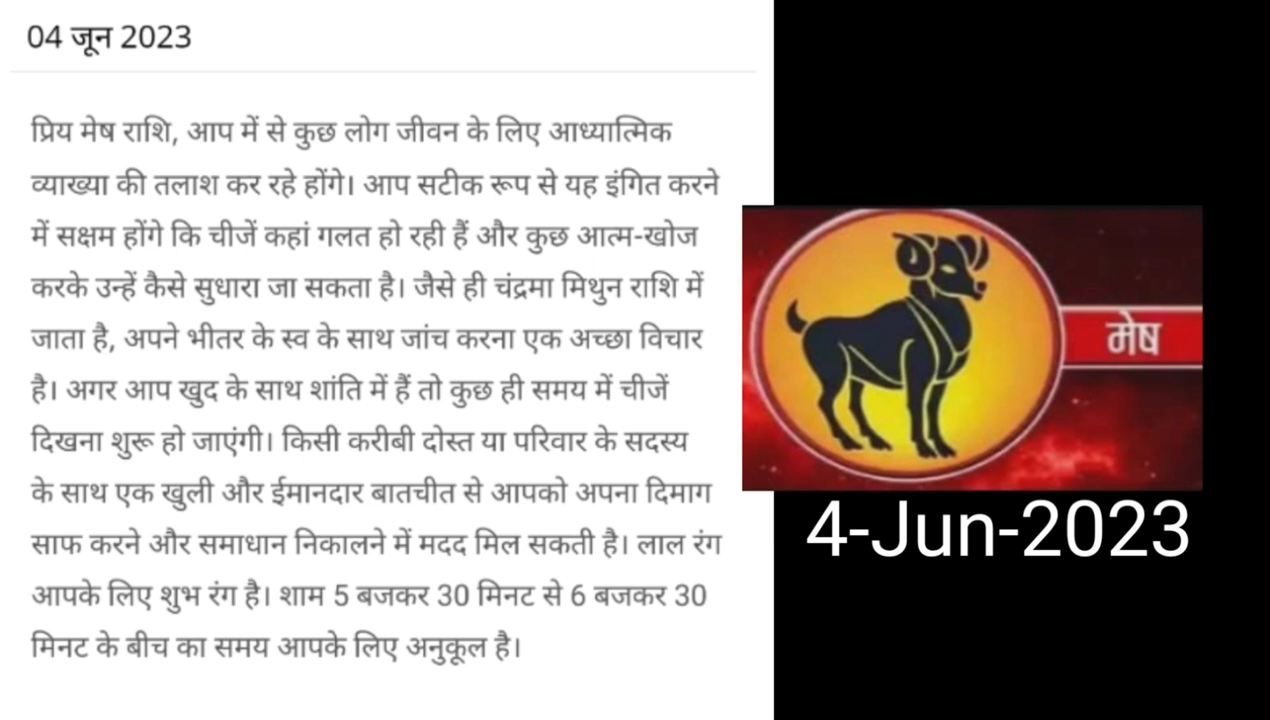 04 जून 2023
प्रिय मेष राशि, आप में से कुछ लोग जीवन के लिए आध्यात्मिक
व्याख्या की तलाश कर रहे होंगे। आप सटीक रूप से यह इंगित करने
में सक्षम होंगे कि चीजें कहां गलत हो रही हैं और कुछ आत्म-खोज
करके उन्हें कैसे सुधारा जा सकता है। जैसे ही चंद्रमा मिथुन राशि में
जाता है, अपने भीतर के स्व के साथ जांच करना एक अच्छा विचार
है। अगर आप खुद के साथ शांति में हैं तो कुछ ही समय में चीजें
दिखना शुरू हो जाएंगी। किसी करीबी दोस्त या परिवार के सदस्य
के साथ एक खुली और ईमानदार बातचीत से आपको अपना दिमाग
साफ करने और समाधान निकालने में मदद मिल सकती है। लाल रंग
आपके लिए शुभ रंग है। शाम 5 बजकर 30 मिनट से 6 बजकर 30
मिनट के बीच का समय आपके लिए अनुकूल है।
मेष
4-Jun-2023